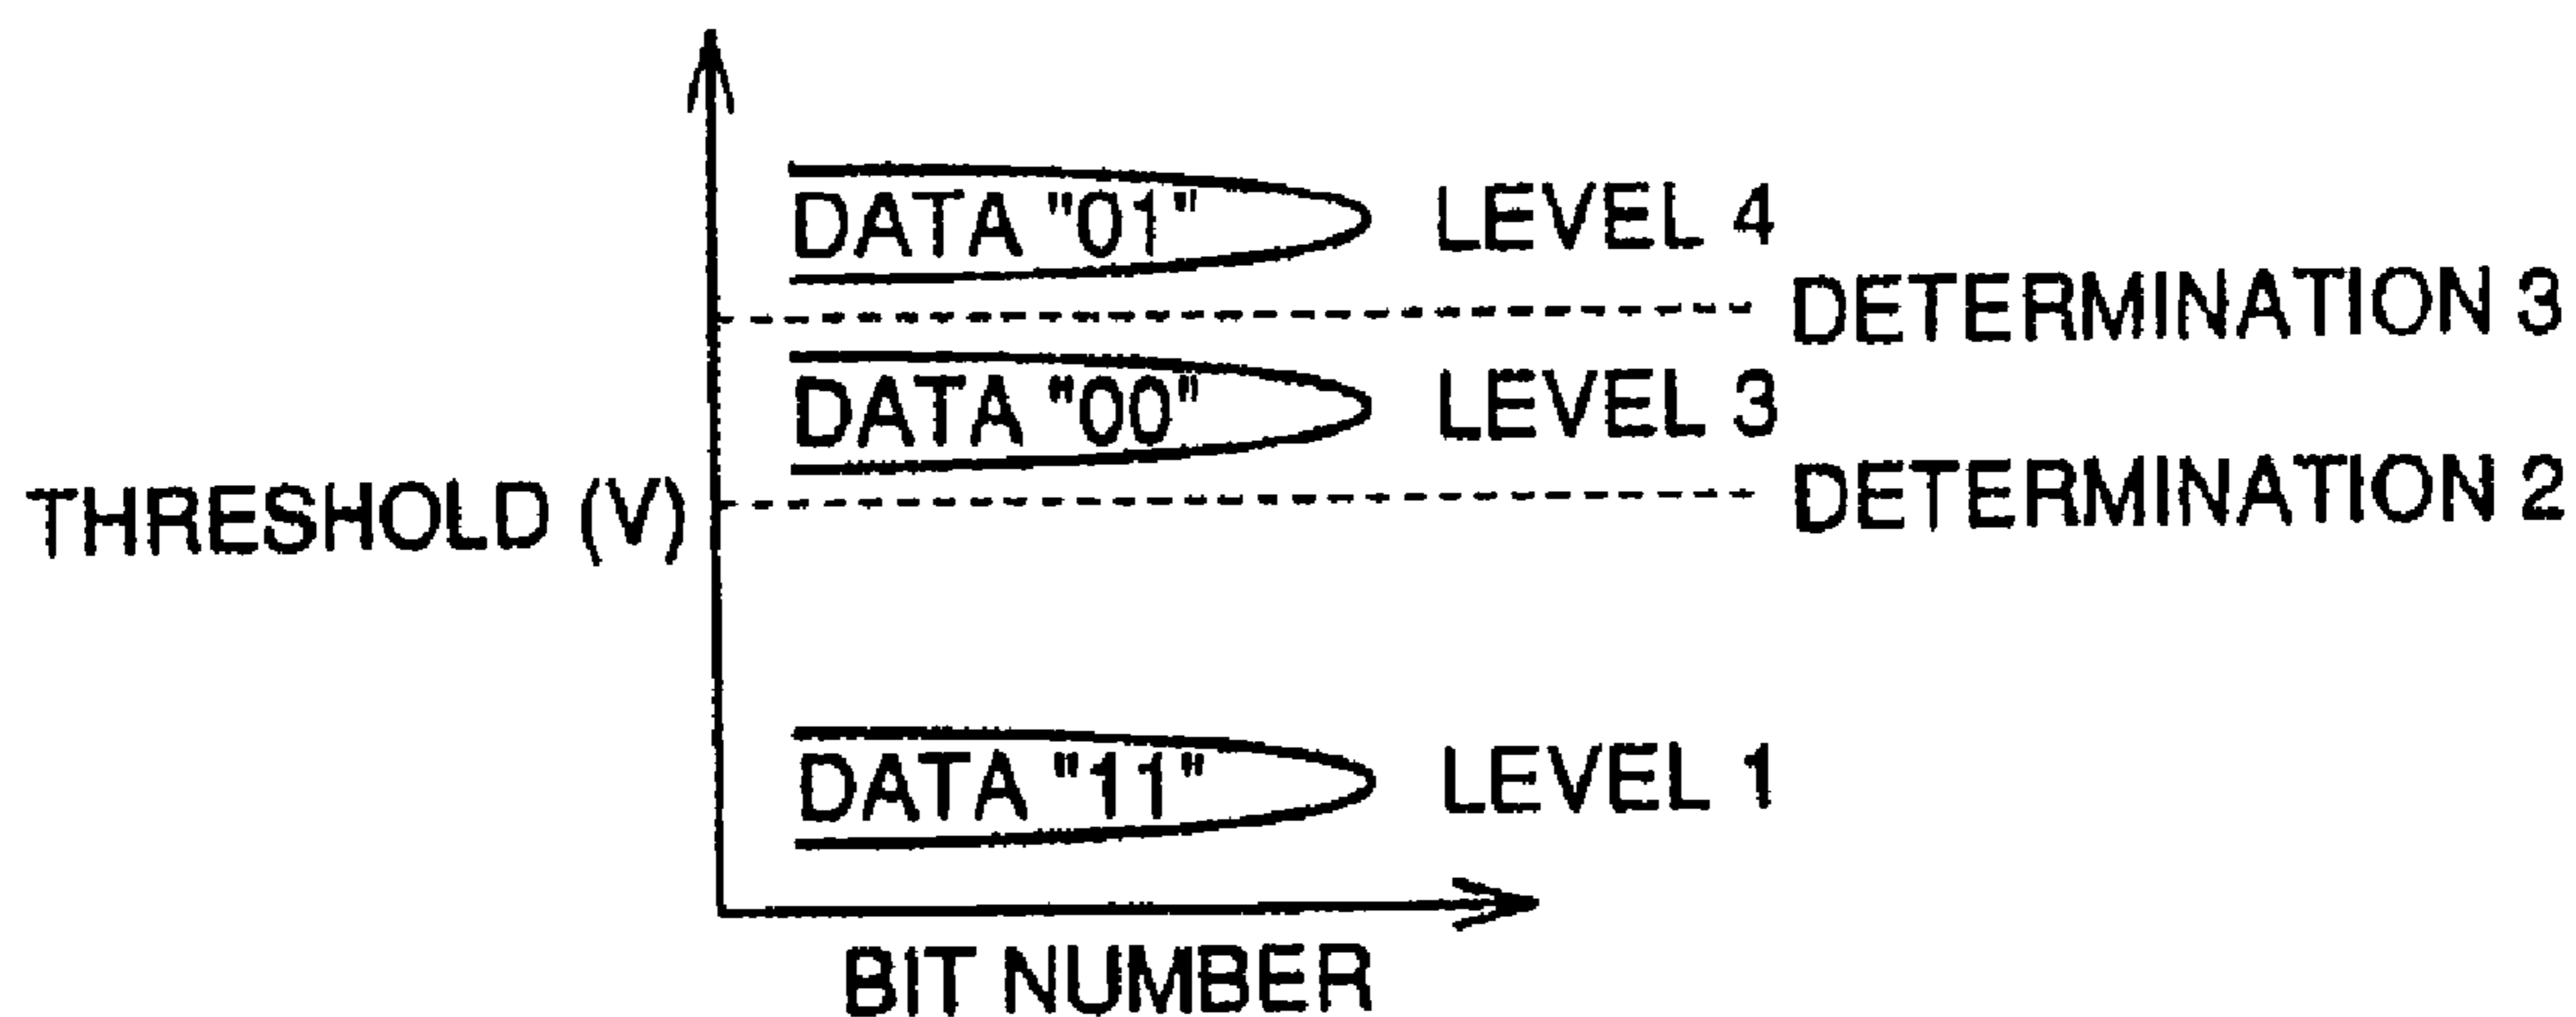 DATA "01" LEVEL 4
DETERMINATION 3
DATA "00" LEVEL 3
DETERMINATION 2
THRESHOLD (V)
DATA "11" LEVEL 1
BIT NUMBER